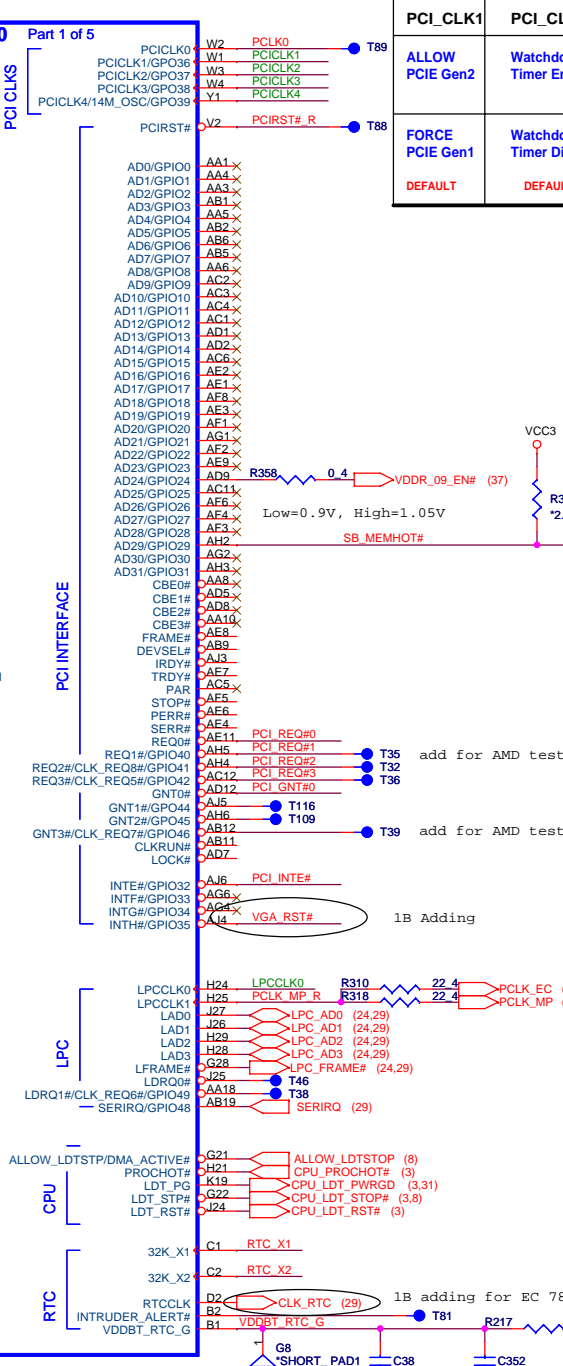 0 Part 1 of 5
PCI_CLK1 PCI_CL
ALLOW PCIE Gen2
Watchdo Timer En
FORCE PCIE Gen1
Watchdo Timer Di
DEFAULT DEFAUL
PCI CLKS
PCICLK0 W2 PCLK0 T89
PCICLK1/GPO36 W1 PCICLK1
PCICLK2/GPO37 W3 PCICLK2
PCICLK3/GPO38 W4 PCICLK3
PCICLK4/14M_OSC/GPO39 Y1 PCICLK4
PCIRST# V2 PCIRST#_R T88
PCI INTERFACE
AD0/GPIO0 AA1
AD1/GPIO1 AA4
AD2/GPIO2 AA3
AD3/GPIO3 AB1
AD4/GPIO4 AA5
AD5/GPIO5 AB2
AD6/GPIO6 AB6
AD7/GPIO7 AB5
AD8/GPIO8 AA6
AD9/GPIO9 AC2
AD10/GPIO10 AC3
AD11/GPIO11 AC4
AD12/GPIO12 AC1
AD13/GPIO13 AD1
AD14/GPIO14 AD2
AD15/GPIO15 AC6
AD16/GPIO16 AE2
AD17/GPIO17 AE1
AD18/GPIO18 AF8
AD19/GPIO19 AE3
AD20/GPIO20 AF1
AD21/GPIO21 AG1
AD22/GPIO22 AF2
AD23/GPIO23 AE9
AD24/GPIO24 AD9 R358 0_4 VDDR_09_EN# (37)
AD25/GPIO25 AC11
AD26/GPIO26 AF6
AD27/GPIO27 AF4
AD28/GPIO28 AF3
AD29/GPIO29 AH2 SB_MEMHOT#
AD30/GPIO30 AG2
AD31/GPIO31 AH3
Low=0.9V, High=1.05V
VCC3
R3
*2.
CBE0# AA8
CBE1# AD5
CBE2# AD8
CBE3# AA10
FRAME# AE8
DEVSEL# AB9
IRDY# AJ3
TRDY# AE7
PAR AC5
STOP# AF5
PERR# AE6
SERR# AE4
REQ0# AE11 PCI_REQ#0
REQ1#/GPIO40 AH5 PCI_REQ#1 T35 add for AMD test
REQ2#/CLK_REQ8#/GPIO41 AH4 PCI_REQ#2 T32
REQ3#/CLK_REQ5#/GPIO42 AC12 PCI_REQ#3 T36
GNT0# AD12 PCI_GNT#0
GNT1#/GPO44 AJ5 T116
GNT2#/GPO45 AH6 T109
GNT3#/CLK_REQ7#/GPIO46 AB12 T39 add for AMD test
CLKRUN# AB11
LOCK# AD7
INTE#/GPIO32 AJ6 PCI_INTE#
INTF#/GPIO33 AG6
INTG#/GPIO34 AG4
INTH#/GPIO35 AJ4 VGA_RST# 1B Adding
LPC
LPCCLK0 H24 LPCCLK0 R310 22_4 PCLK_EC
LPCCLK1 H25 PCLK_MP_R R318 22_4 PCLK_MP
LAD0 J27 LPC_AD0 (24,29)
LAD1 J26 LPC_AD1 (24,29)
LAD2 H29 LPC_AD2 (24,29)
LAD3 H28 LPC_AD3 (24,29)
LFRAME# G28 LPC_FRAME# (24,29)
LDRQ0# J25 T46
LDRQ1#/CLK_REQ6#/GPIO49 AA18 T38
SERIRQ/GPIO48 AB19 SERIRQ (29)
CPU
ALLOW_LDTSTP/DMA_ACTIVE# G21 ALLOW_LDTSTOP (8)
PROCHOT# H21 CPU_PROCHOT# (3)
LDT_PG K19 CPU_LDT_PWRGD (3,31)
LDT_STP# G22 CPU_LDT_STOP# (3,8)
LDT_RST# J24 CPU_LDT_RST# (3)
RTC
32K_X1 C1 RTC_X1
32K_X2 C2 RTC_X2
RTCCLK D2 CLK_RTC (29) 1B adding for EC 78
INTRUDER_ALERT# B2 T81
VDDBT_RTC_G B1 VDDBT_RTC_G R217
1 G8
*SHORT_PAD1 C38 C352